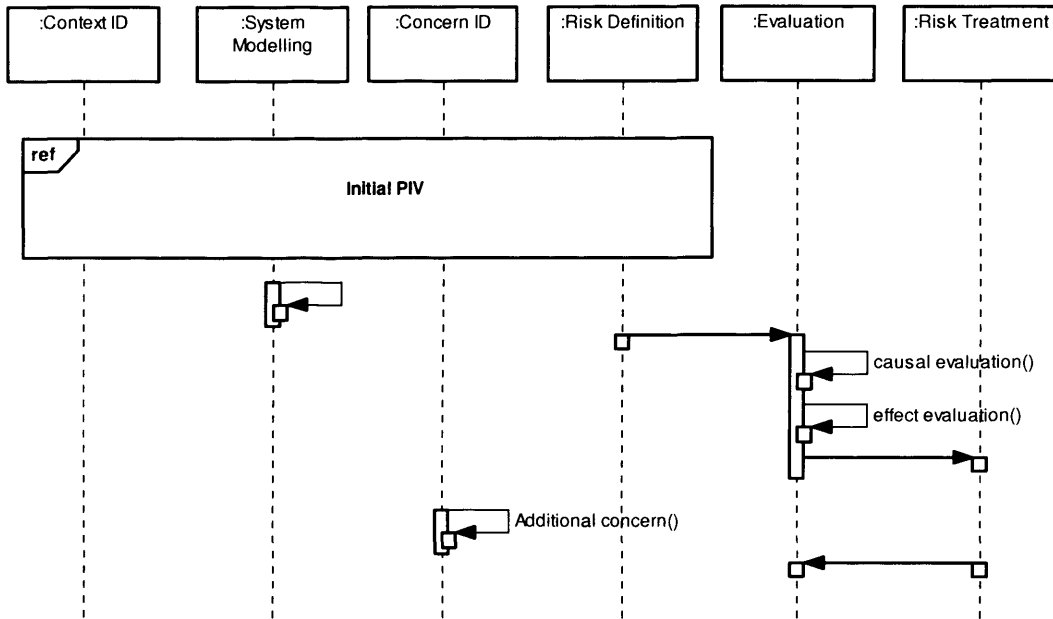 :Context ID
:System
Modelling
:Concern ID
:Risk Definition
:Evaluation
:Risk Treatment
ref
Initial PIV
causal evaluation()
effect evaluation()
Additional concern()